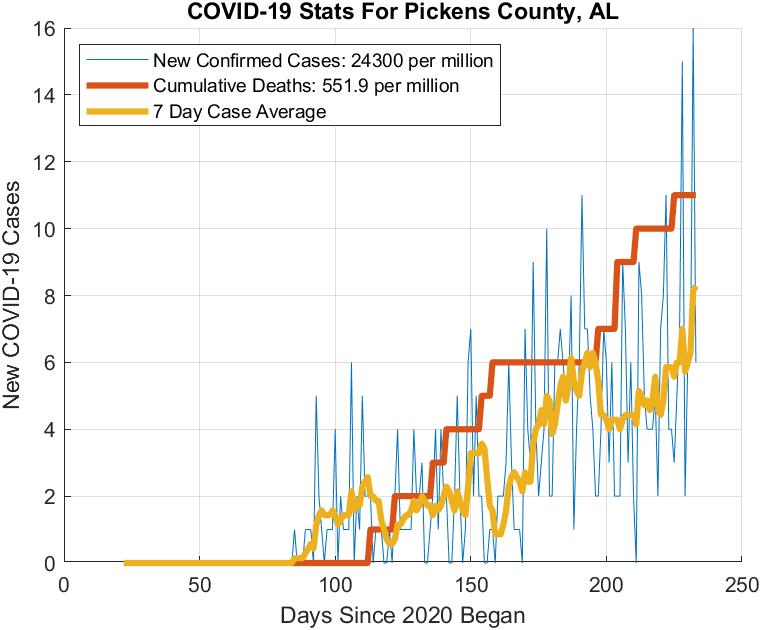 COVID-19 Stats For Pickens County, AL
New Confirmed Cases: 24300 per million
Cumulative Deaths: 551.9 per million
7 Day Case Average
New COVID-19 Cases
16
14
12
10
8
6
4
2
0
0 50 100 150 200 250
Days Since 2020 Began